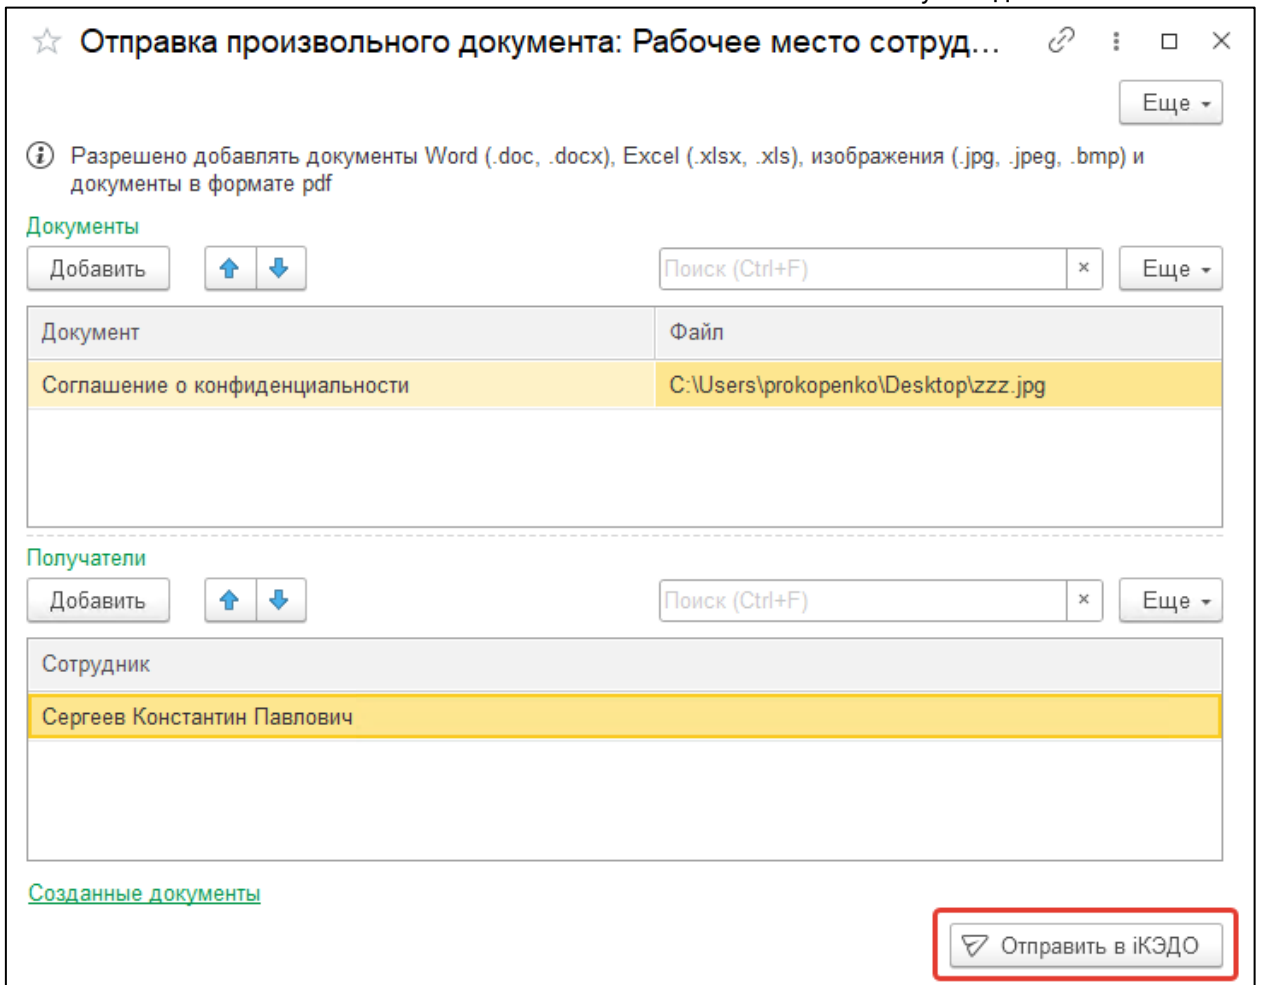 Отправка произвольного документа: Рабочее место сотруд...
Еще
Разрешено добавлять документы Word (.doc, .docx), Excel (.xlsx, .xls), изображения (.jpg, .jpeg, .bmp) и
документы в формате pdf
Документы
Добавить
Поиск (Ctrl+F)
×
Еще
Документ
Файл
Соглашение о конфиденциальности
C:\Users\prokopenko\Desktop\zzz.jpg
Получатели
Добавить
Поиск (Ctrl+F)
×
Еще
Сотрудник
Сергеев Константин Павлович
Созданные документы
Отправить в iКЭДО